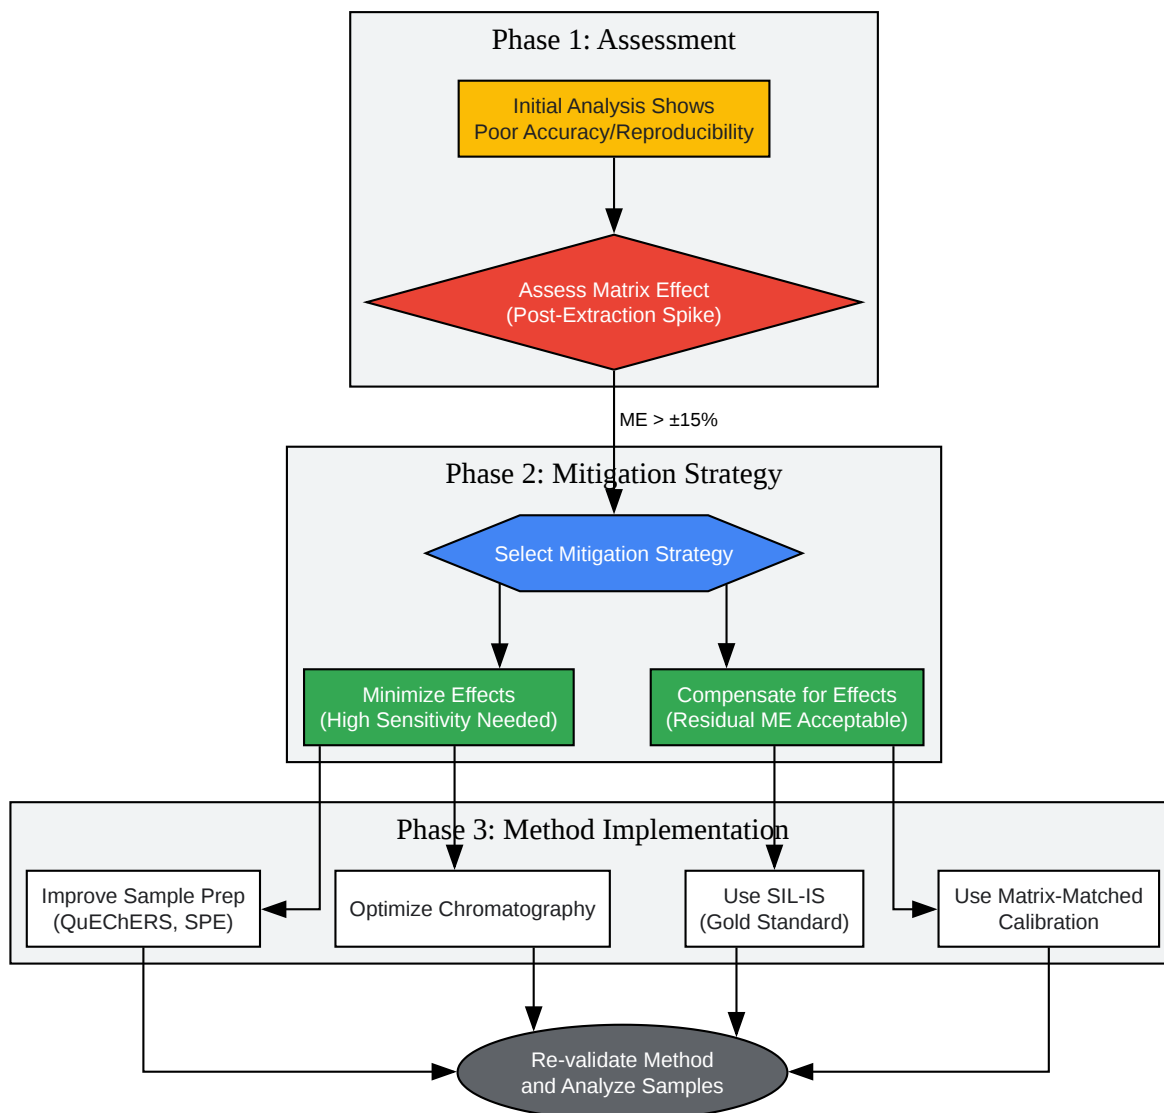 Phase 1: Assessment
Initial Analysis Shows
Poor Accuracy/Reproducibility
Assess Matrix Effect
(Post-Extraction Spike)
ME > ±15%
Phase 2: Mitigation Strategy
Select Mitigation Strategy
Minimize Effects
(High Sensitivity Needed)
Compensate for Effects
(Residual ME Acceptable)
Phase 3: Method Implementation
Improve Sample Prep
(QuEChERS, SPE)
Optimize Chromatography
Use SIL-IS
(Gold Standard)
Use Matrix-Matched
Calibration
Re-validate Method
and Analyze Samples